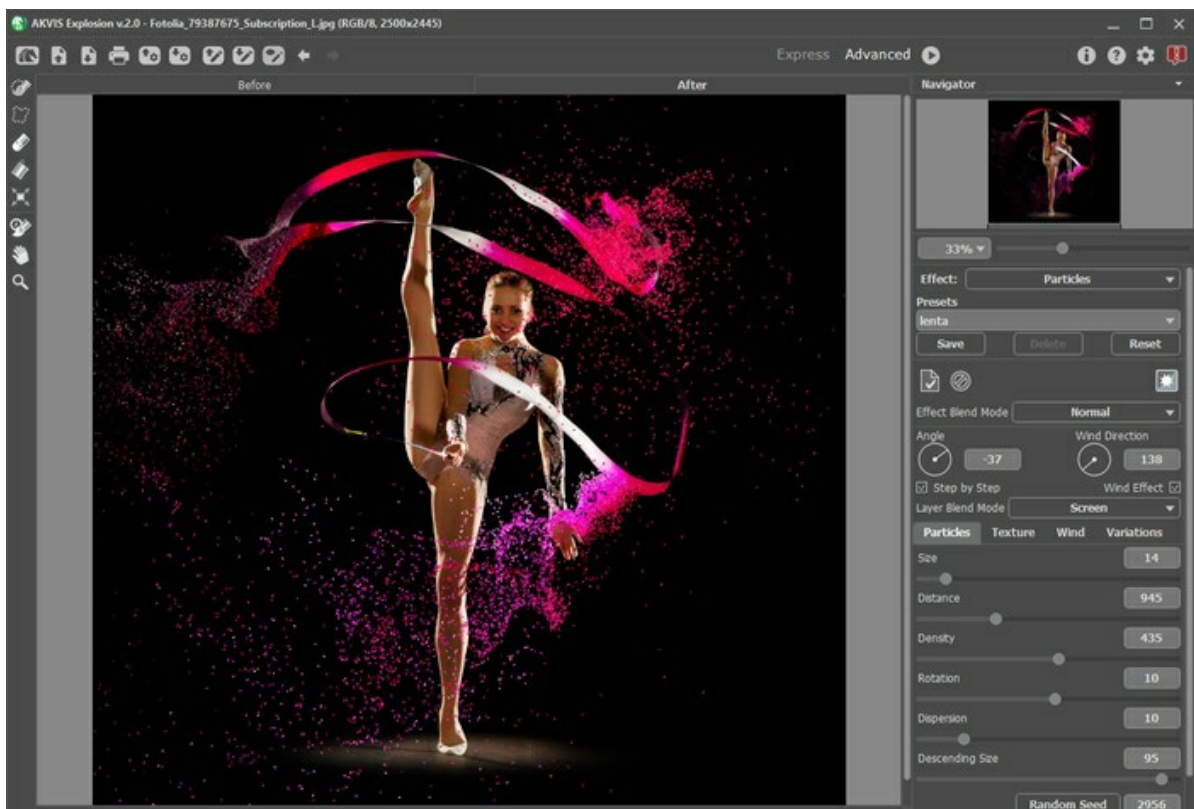 AKVIS Explosion v.2.0 - Fotolia_79387675_Subscription_L.jpg (RGB/8, 2500x2445)
Express Advanced
Before After
Navigator
33%
Effect: Particles
Presets
lenta
Save Delete Reset
Effect Blend Mode Normal
Angle Wind Direction
-37 138
Step by Step Wind Effect
Layer Blend Mode Screen
Particles Texture Wind Variations
Size 14
Distance 945
Density 435
Rotation 10
Dispersion 10
Descending Size 95
Random Seed 2956